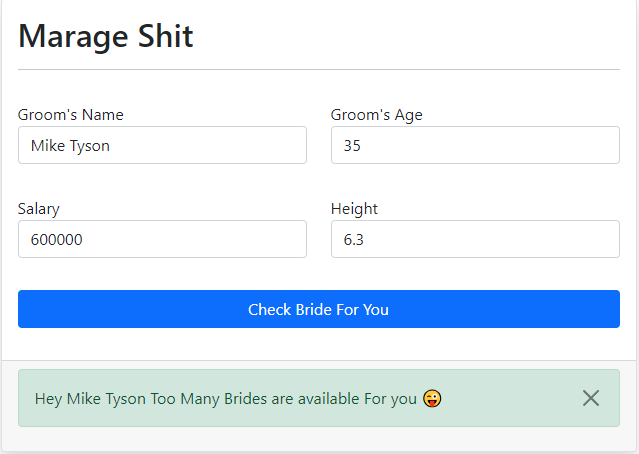 Marage Shit
Groom's Name
Groom's Age
Mike Tyson
35
Salary
Height
600000
6.3
Check Bride For You
Hey Mike Tyson Too Many Brides are available For you 😜